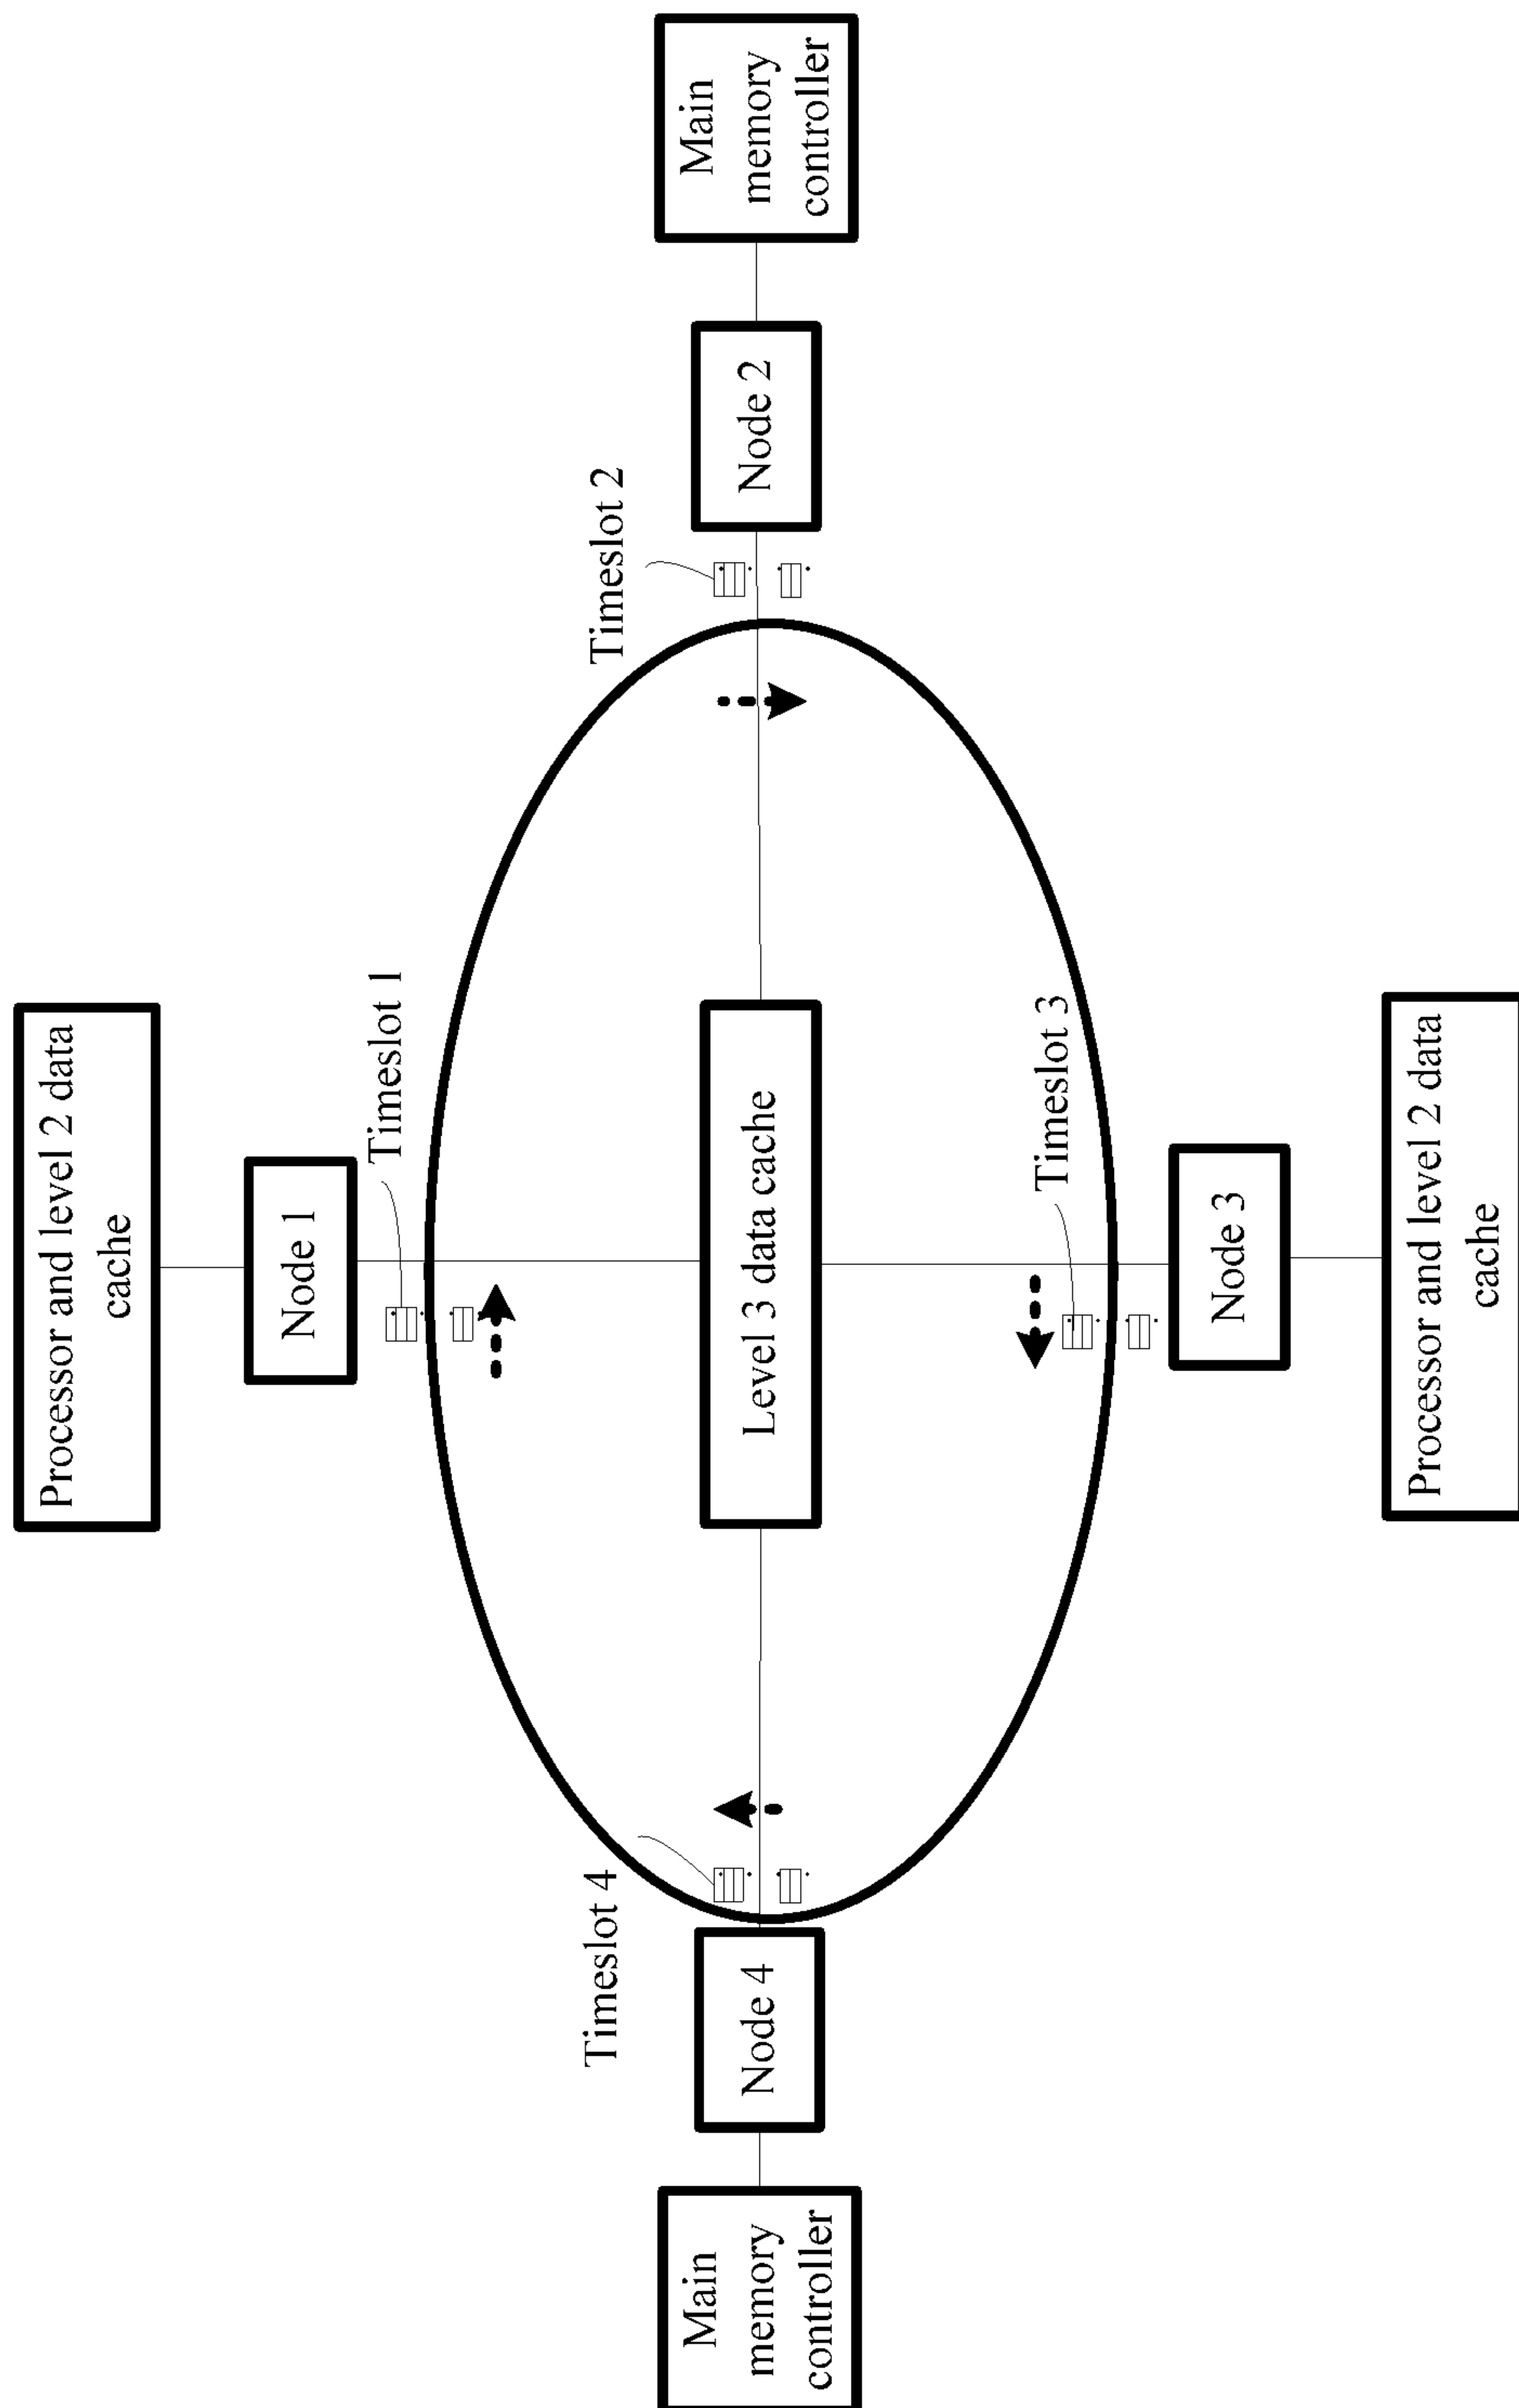 Processor and level 2 data
cache
Node 1
Timeslot 1
Timeslot 4
Timeslot 2
Main
memory
controller
Node 4
Level 3 data cache
Node 2
Main
memory
controller
Timeslot 3
Node 3
Processor and level 2 data
cache